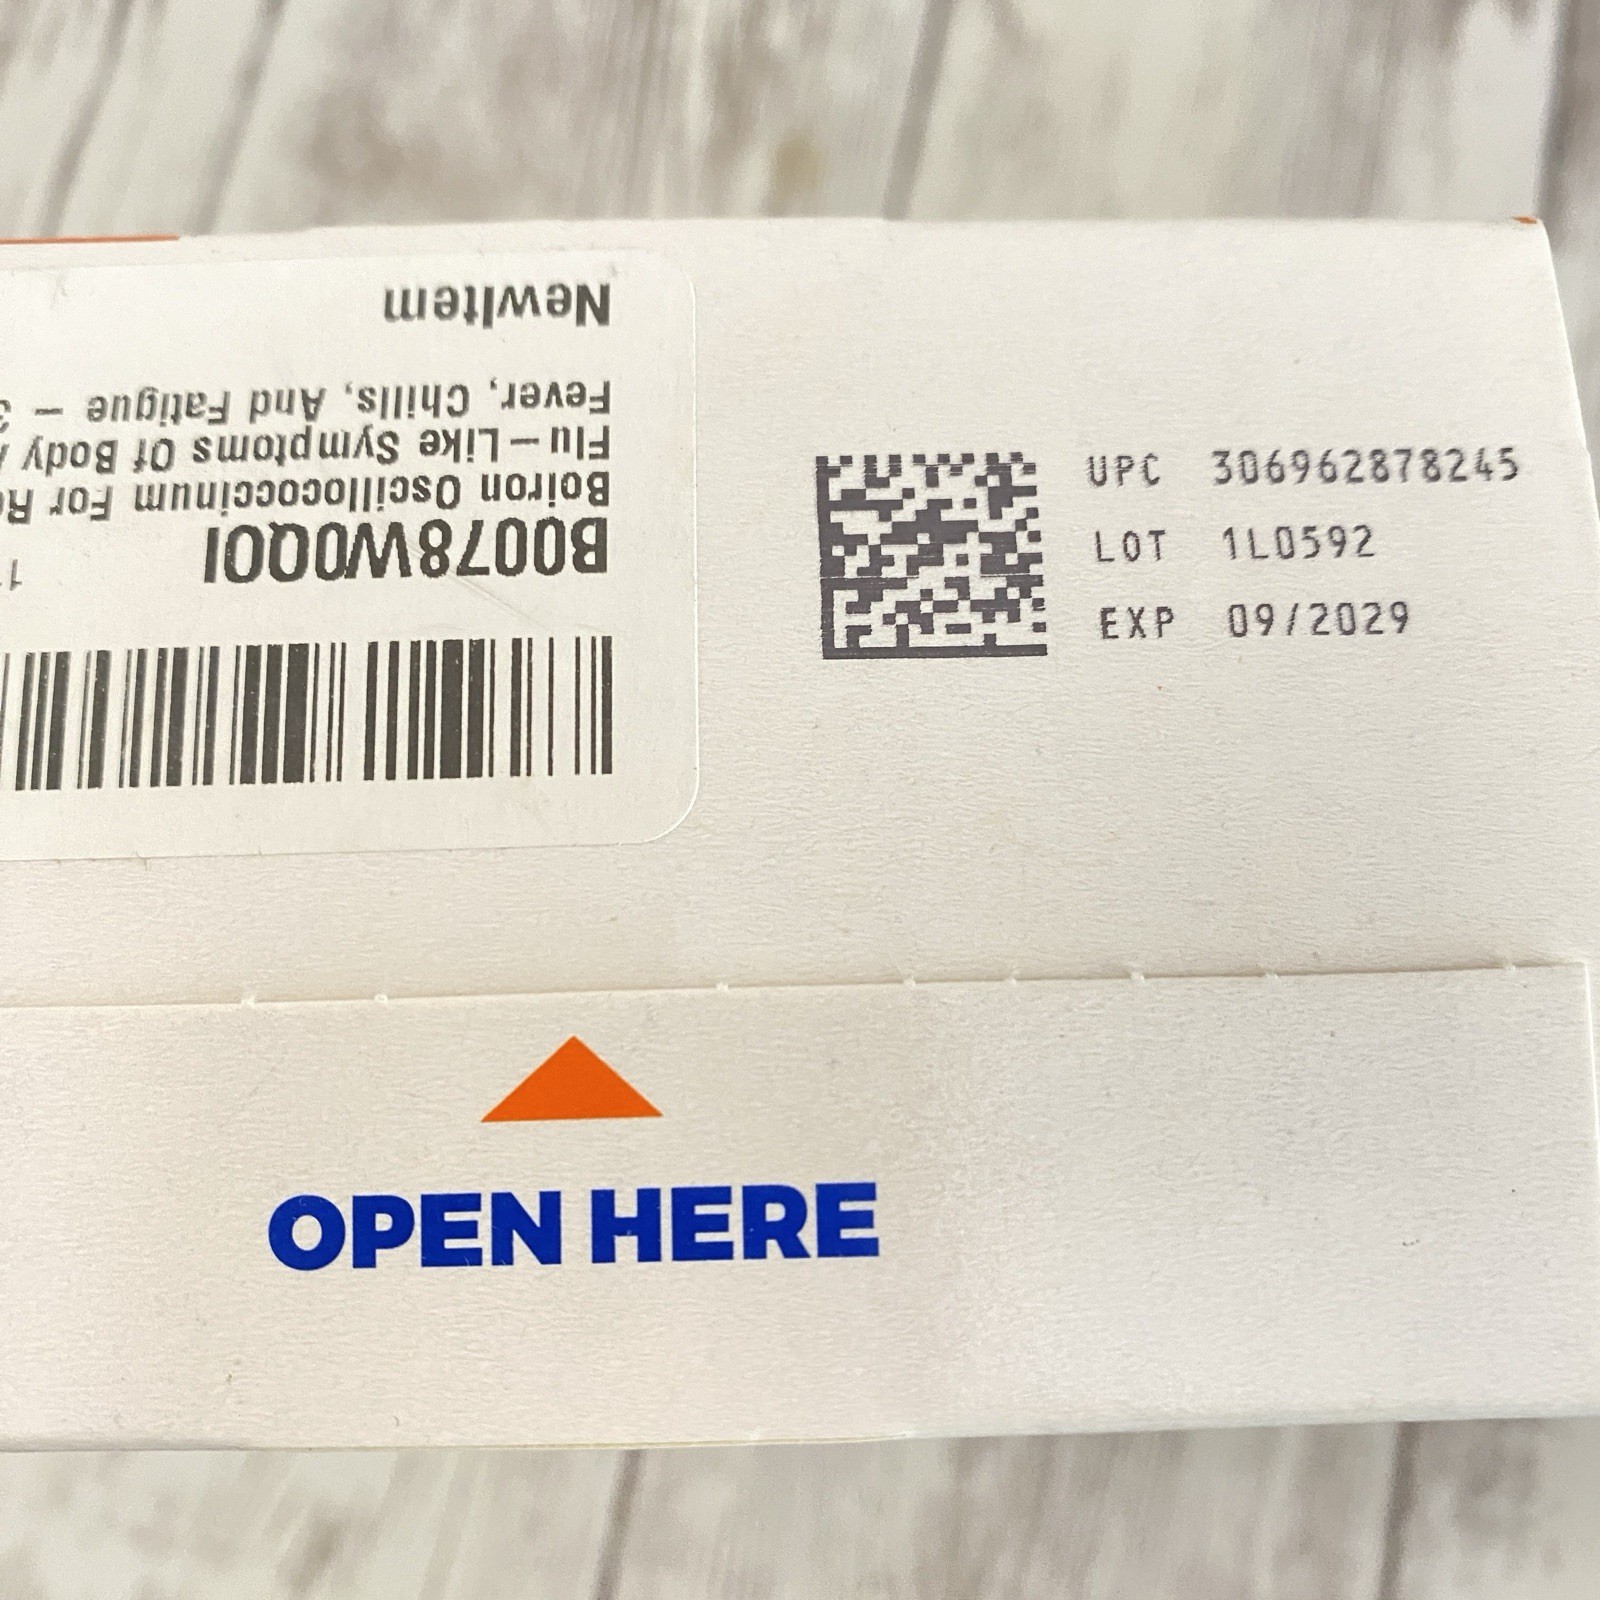 B0078W0QOI
Boiron Oscillococcinum For
Flu-Like Symptoms Of Body
Fever, Chills, And Fatigue –
NewItem
UPC 306962878245
LOT 1L0592
EXP 09/2029
OPEN HERE